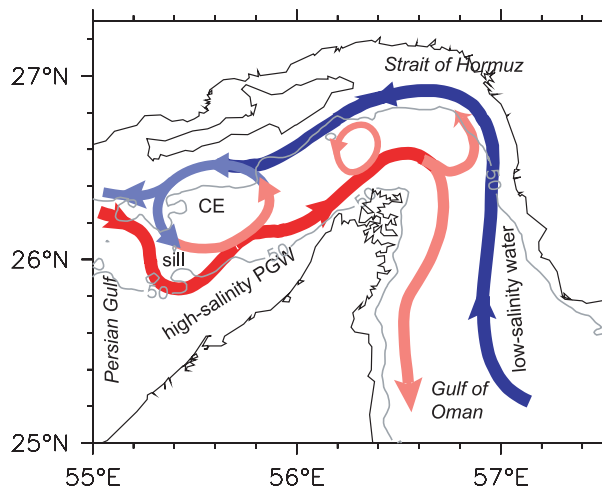 27°N
Strait of Hormuz
50
CE
50
26°N
sill
50
50
high-salinity PGW
Persian Gulf
low-salinity water
Gulf of
Oman
25°N
55°E
56°E
57°E